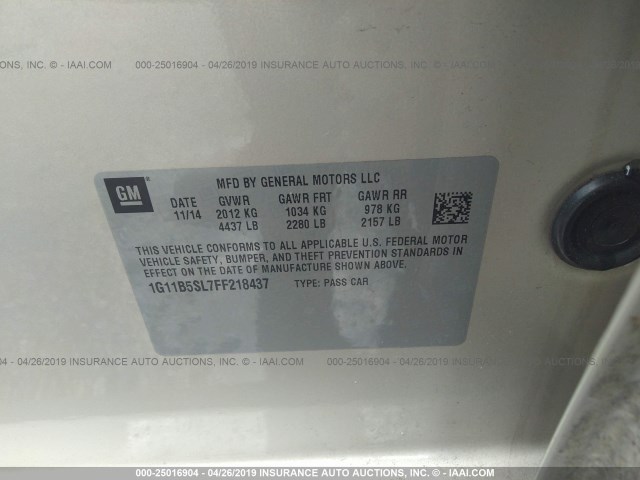 000-25016904 - 04/26/2019 INSURANCE AUTO AUCTIONS, INC. © - IAAI.COM
GM
MFD BY GENERAL MOTORS LLC
DATE GVWR GAWR FRT GAWR RR
11/14 2012 KG 1034 KG 978 KG
4437 LB 2280 LB 2157 LB
THIS VEHICLE CONFORMS TO ALL APPLICABLE U.S. FEDERAL MOTOR
VEHICLE SAFETY, BUMPER, AND THEFT PREVENTION STANDARDS IN
EFFECT ON THE DATE OF MANUFACTURE SHOWN ABOVE.
1G11B5SL7FF218437 TYPE: PASS CAR
04 - 04/26/2019 INSURANCE AUTO AUCTIONS, INC. © - IAAI.COM 000-25016904 - 04/26/2019 INSURANCE AUTO AUCTIONS, INC.
000-25016904 - 04/26/2019 - INSURANCE AUTO AUCTIONS, INC. © - IAAI.COM